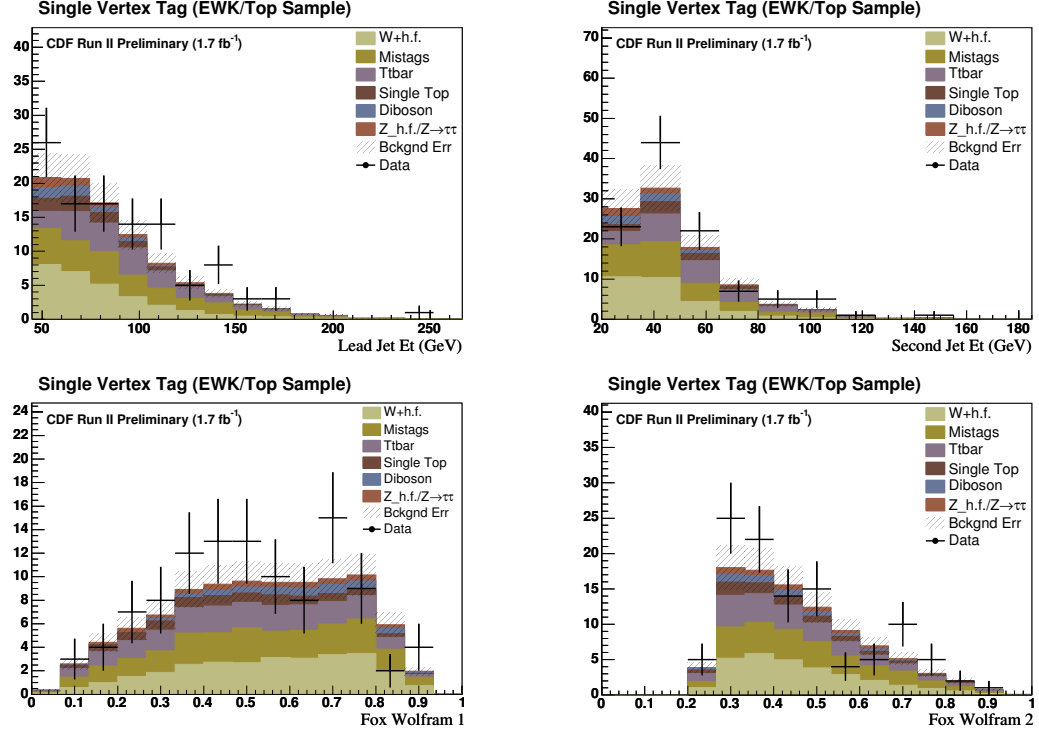 Single Vertex Tag (EWK/Top Sample)
CDF Run II Preliminary (1.7 fb⁻¹)
W+h.f.
Mistags
Ttbar
Single Top
Diboson
Z_h.f./Z→ττ
Bckgnd Err
Data
40
35
30
25
20
15
10
5
0
50 100 150 200 250
Lead Jet Et (GeV)
Single Vertex Tag (EWK/Top Sample)
CDF Run II Preliminary (1.7 fb⁻¹)
W+h.f.
Mistags
Ttbar
Single Top
Diboson
Z_h.f./Z→ττ
Bckgnd Err
Data
70
60
50
40
30
20
10
0
20 40 60 80 100 120 140 160 180
Second Jet Et (GeV)
Single Vertex Tag (EWK/Top Sample)
CDF Run II Preliminary (1.7 fb⁻¹)
W+h.f.
Mistags
Ttbar
Single Top
Diboson
Z_h.f./Z→ττ
Bckgnd Err
Data
24
22
20
18
16
14
12
10
8
6
4
2
0
0 0.1 0.2 0.3 0.4 0.5 0.6 0.7 0.8 0.9 1
Fox Wolfram 1
Single Vertex Tag (EWK/Top Sample)
CDF Run II Preliminary (1.7 fb⁻¹)
W+h.f.
Mistags
Ttbar
Single Top
Diboson
Z_h.f./Z→ττ
Bckgnd Err
Data
40
35
30
25
20
15
10
5
0
0 0.1 0.2 0.3 0.4 0.5 0.6 0.7 0.8 0.9 1
Fox Wolfram 2